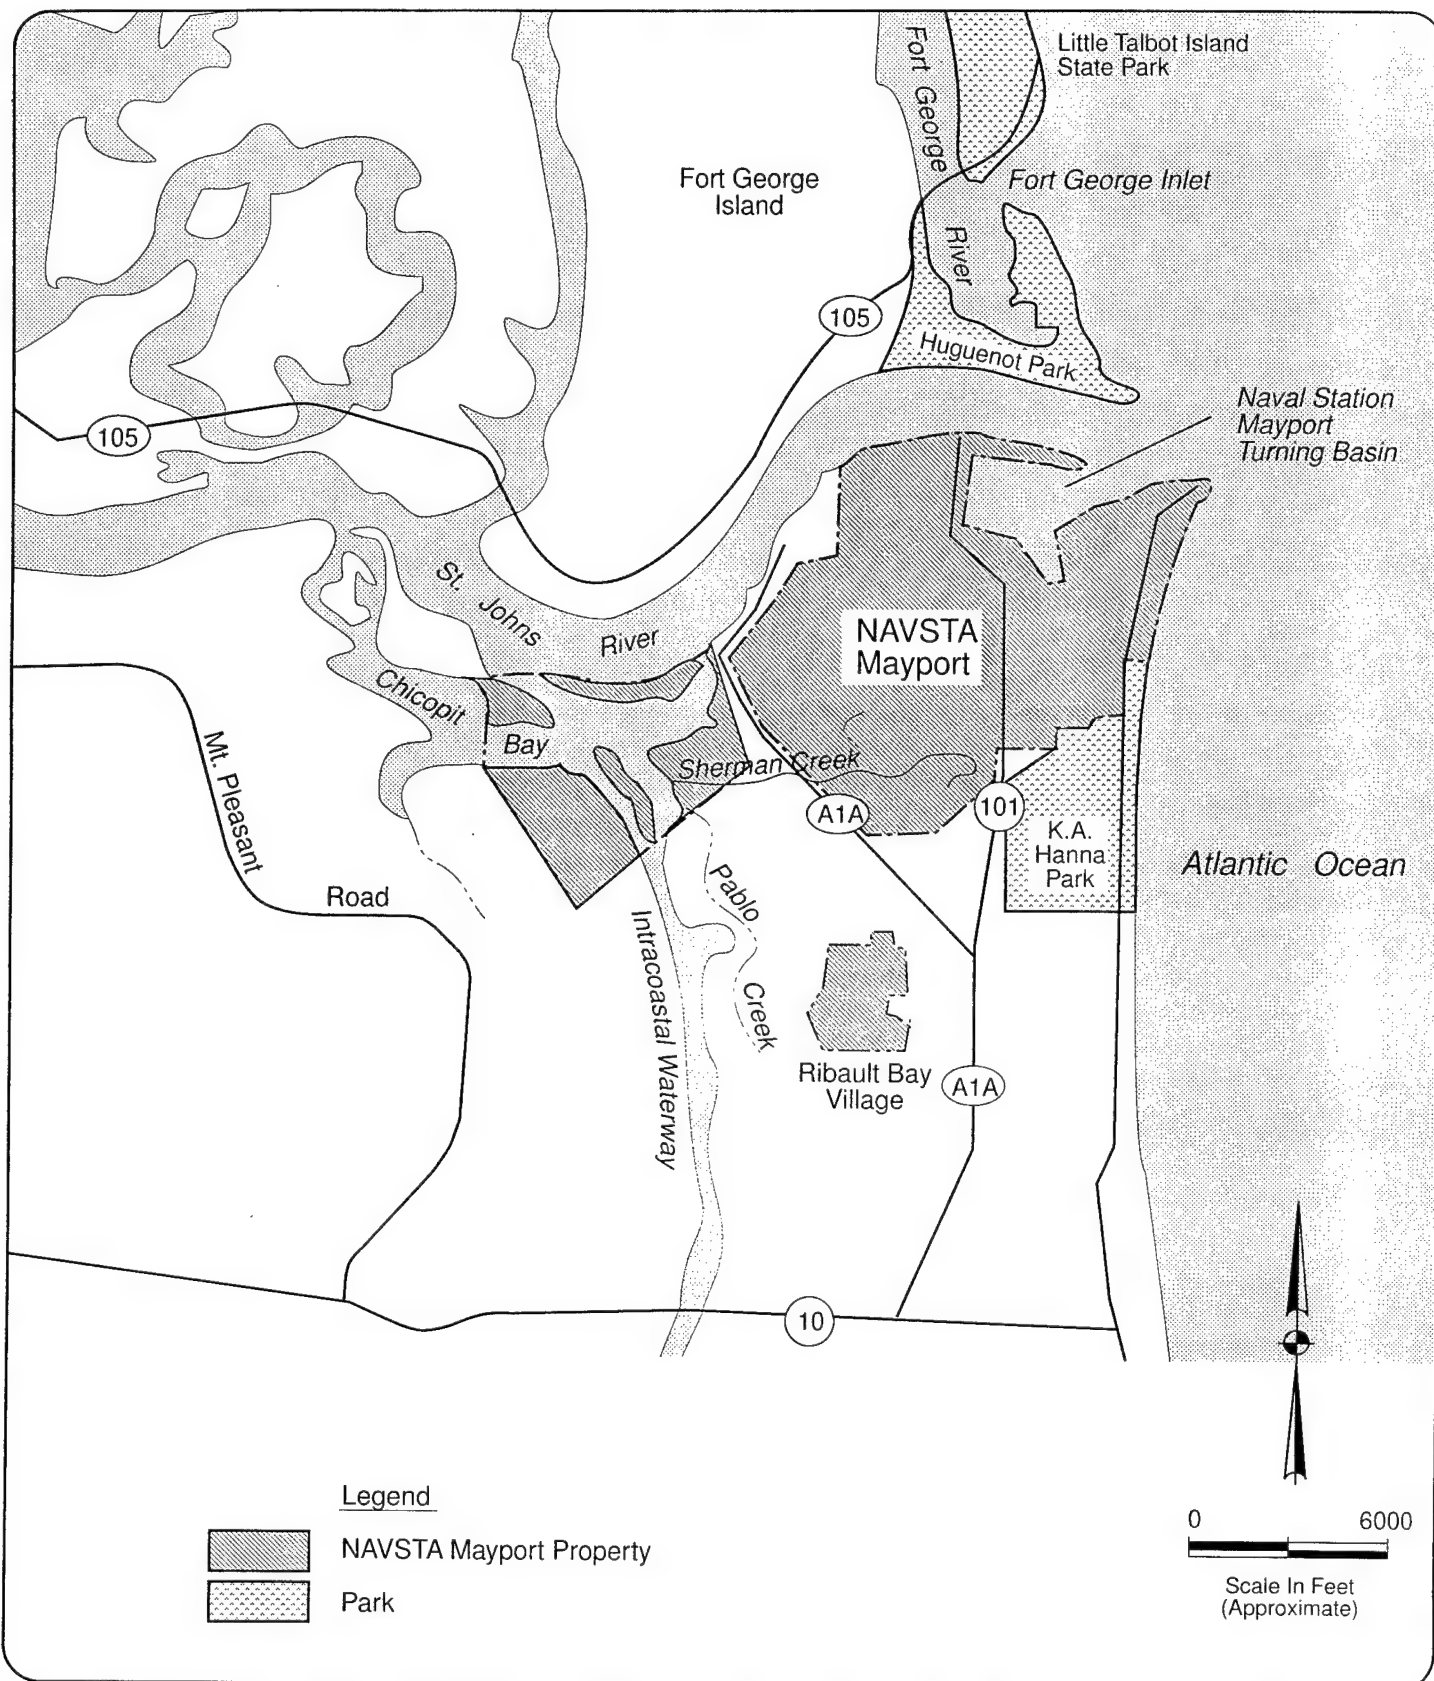 Little Talbot Island
State Park
Fort George
River
Fort George Inlet
Fort George
Island
105
Huguenot Park
105
Naval Station
Mayport
Turning Basin
St. Johns
River
NAVSTA
Mayport
Chicopit
Bay
Sherman Creek
Mt. Pleasant
Road
A1A
101
K.A.
Hanna
Park
Atlantic Ocean
Pablo
Creek
Intracoastal Waterway
Ribault Bay
Village
A1A
10
Legend
NAVSTA Mayport Property
Park
0 6000
Scale In Feet
(Approximate)